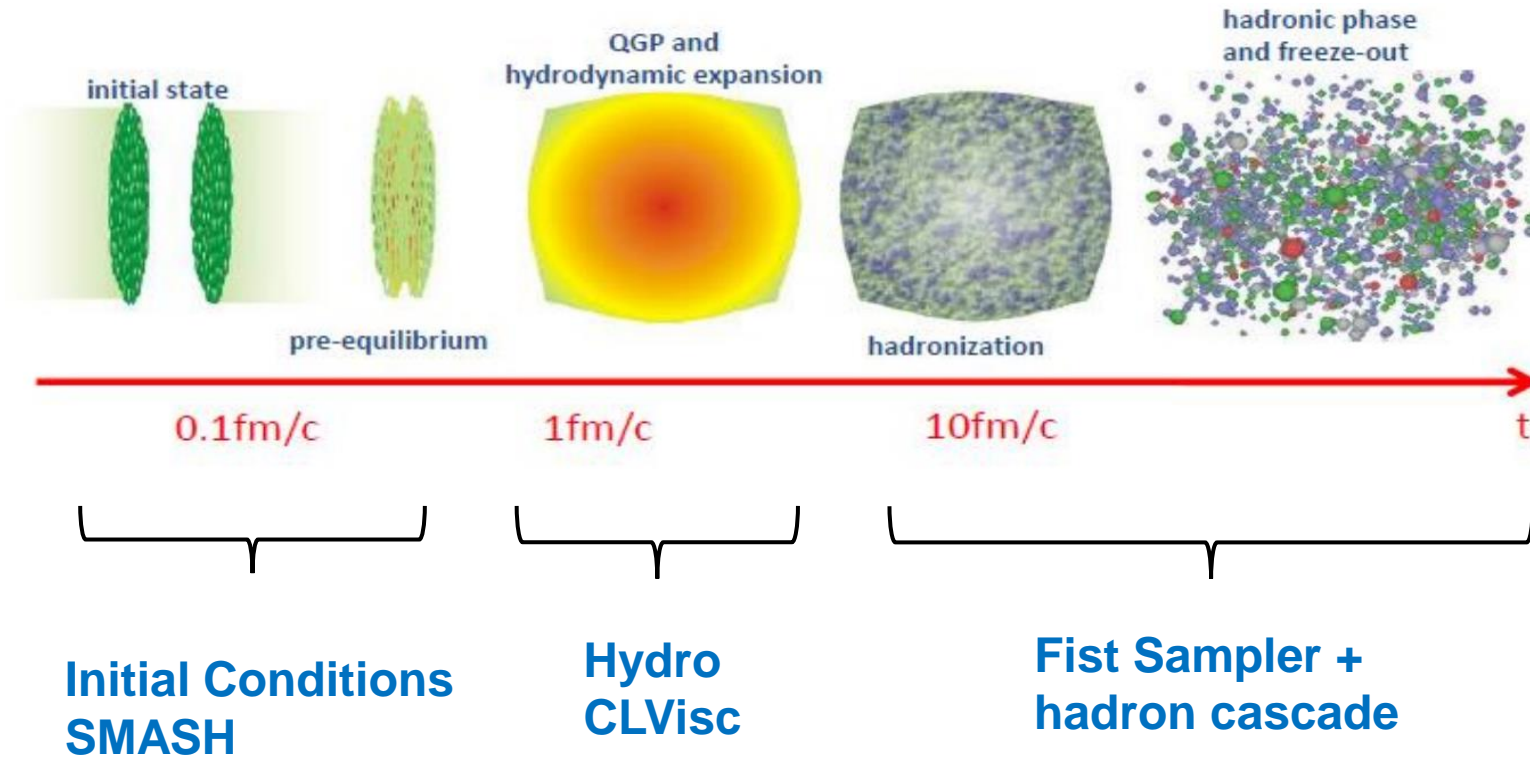 initial state
pre-equilibrium
QGP and
hydrodynamic expansion
hadronization
hadronic phase
and freeze-out
0.1fm/c
1fm/c
10fm/c
t
Initial Conditions
SMASH
Hydro
CLVisc
Fist Sampler +
hadron cascade